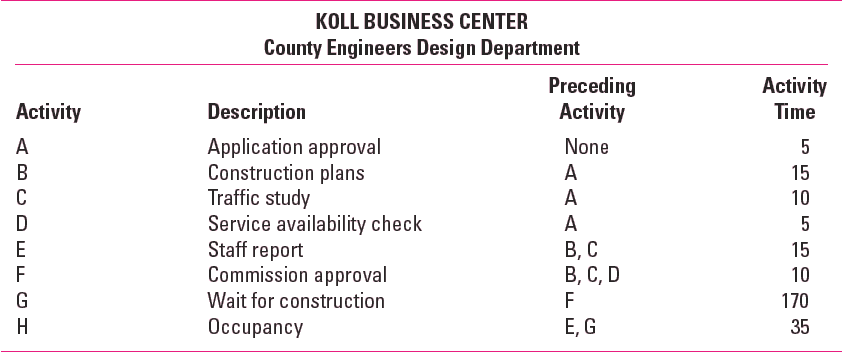 KOLL BUSINESS CENTER
County Engineers Design Department
Preceding Activity
Activity Description Activity Time
A Application approval None 5
B Construction plans A 15
C Traffic study A 10
D Service availability check A 5
E Staff report B, C 15
F Commission approval B, C, D 10
G Wait for construction F 170
H Occupancy E, G 35